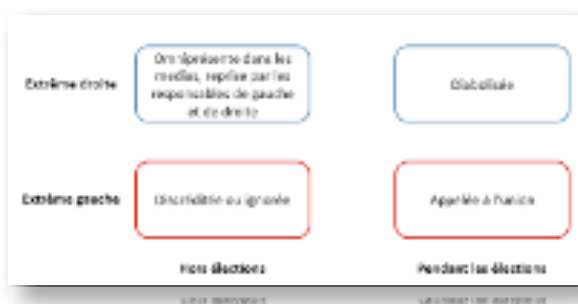 Extrême droite
Omniprésente dans les
medias, reprise par les
responsables de gauche
et de droite
Diabolisée
Extrême gauche
Discréditée ou ignorée
Appelée à l'union
Hors élections
Pendant les élections